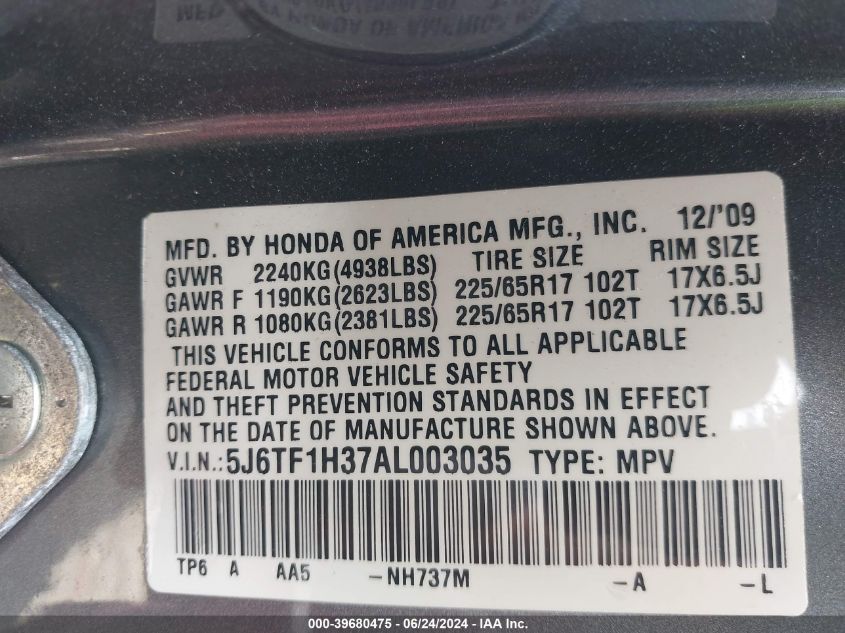 MFD. BY HONDA OF AMERICA MFG., INC. 12/'09
GVWR 2240KG(4938LBS) TIRE SIZE RIM SIZE
GAWR F 1190KG(2623LBS) 225/65R17 102T 17X6.5J
GAWR R 1080KG(2381LBS) 225/65R17 102T 17X6.5J
THIS VEHICLE CONFORMS TO ALL APPLICABLE
FEDERAL MOTOR VEHICLE SAFETY
AND THEFT PREVENTION STANDARDS IN EFFECT
ON THE DATE OF MANUFACTURE SHOWN ABOVE.
V.I.N.:5J6TF1H37AL003035 TYPE: MPV
TP6 A AA5 -NH737M -A -L
000-39680475 - 06/24/2024 - IAA Inc.